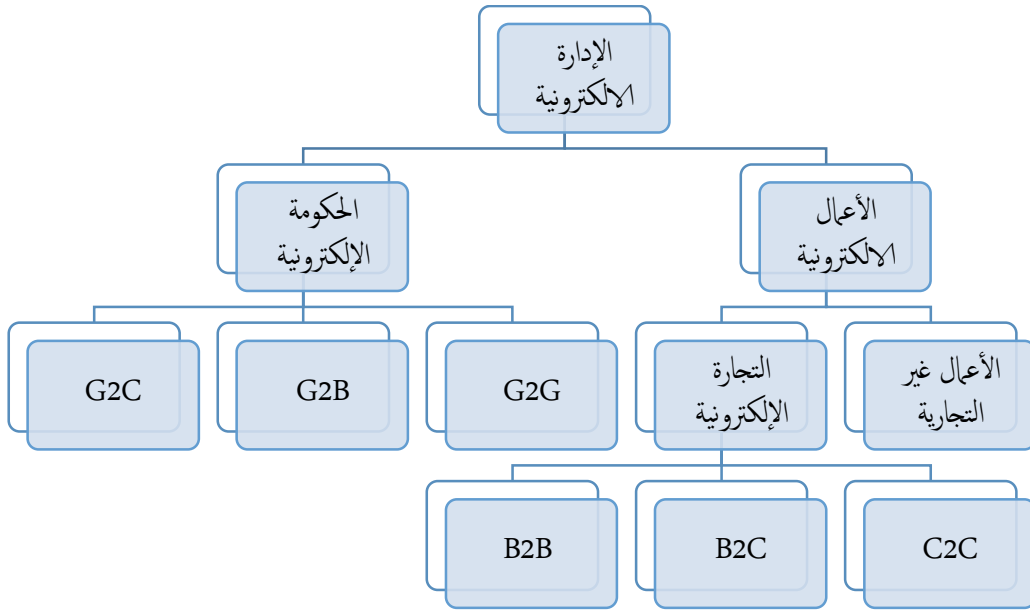 الإدارة
الالكترونية
الأعمال
الالكترونية
الحكومة
الإلكترونية
الأعمال غير
التجارية
التجارة
الإلكترونية
G2G
G2B
G2C
C2C
B2C
B2B